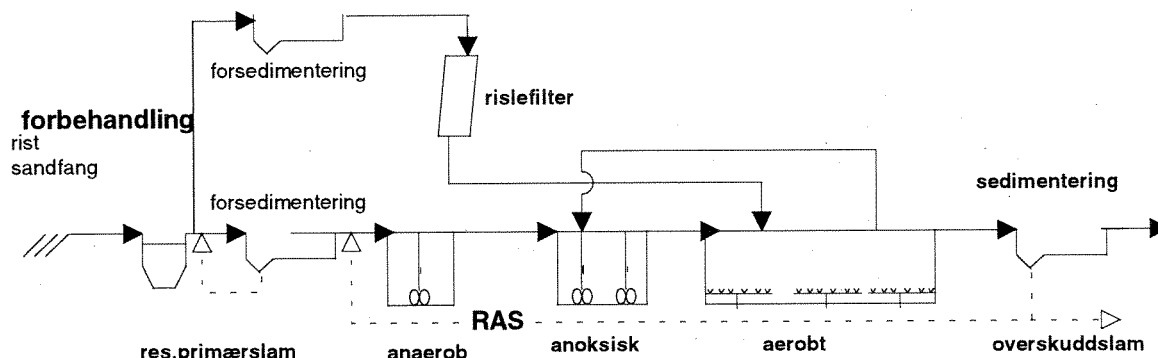 forsedimentering
rislefilter
forbehandling
rist
sandfang
forsedimentering
sedimentering
RAS
res.primærslam
anaerob
anoksisk
aerobt
overskuddslam